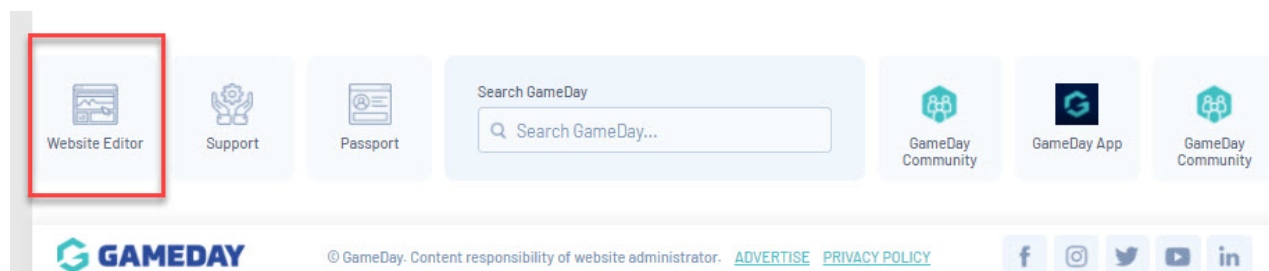 Search GameDay
Search GameDay...
Website Editor
Support
Passport
GameDay
Community
GameDay App
GameDay
Community
GAMEDAY
© GameDay. Content responsibility of website administrator. ADVERTISE PRIVACY POLICY
f
in